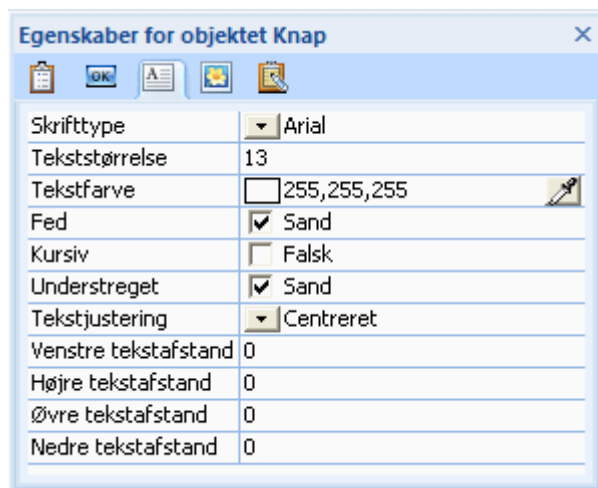 Egenskaber for objektet Knap
OK
A
Skrifttype Arial
Tekststørrelse 13
Tekstfarve 255,255,255
Fed Sand
Kursiv Falsk
Understreget Sand
Tekstjustering Centreret
Venstre tekstafstand 0
Højre tekstafstand 0
Øvre tekstafstand 0
Nedre tekstafstand 0